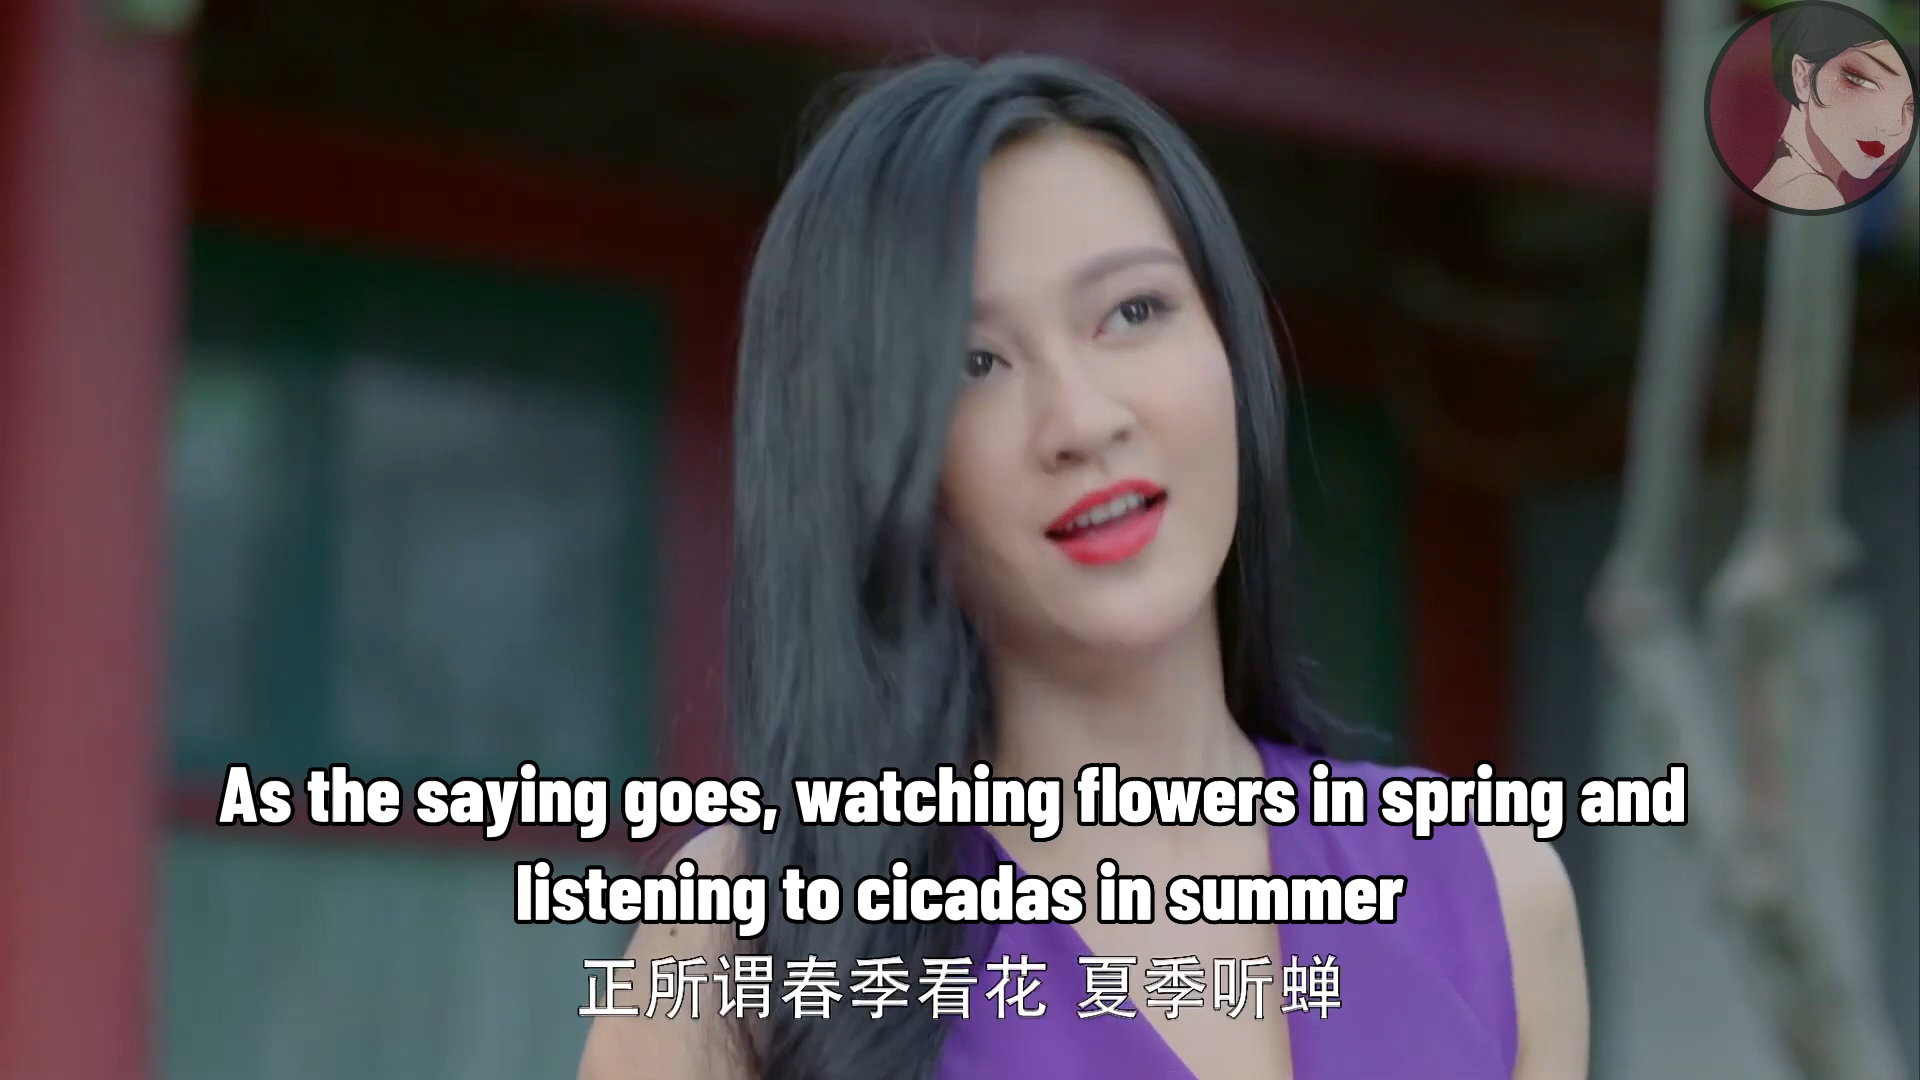 As the saying goes, watching flowers in spring and
listening to cicadas in summer
正所谓春季看花 夏季听蝉